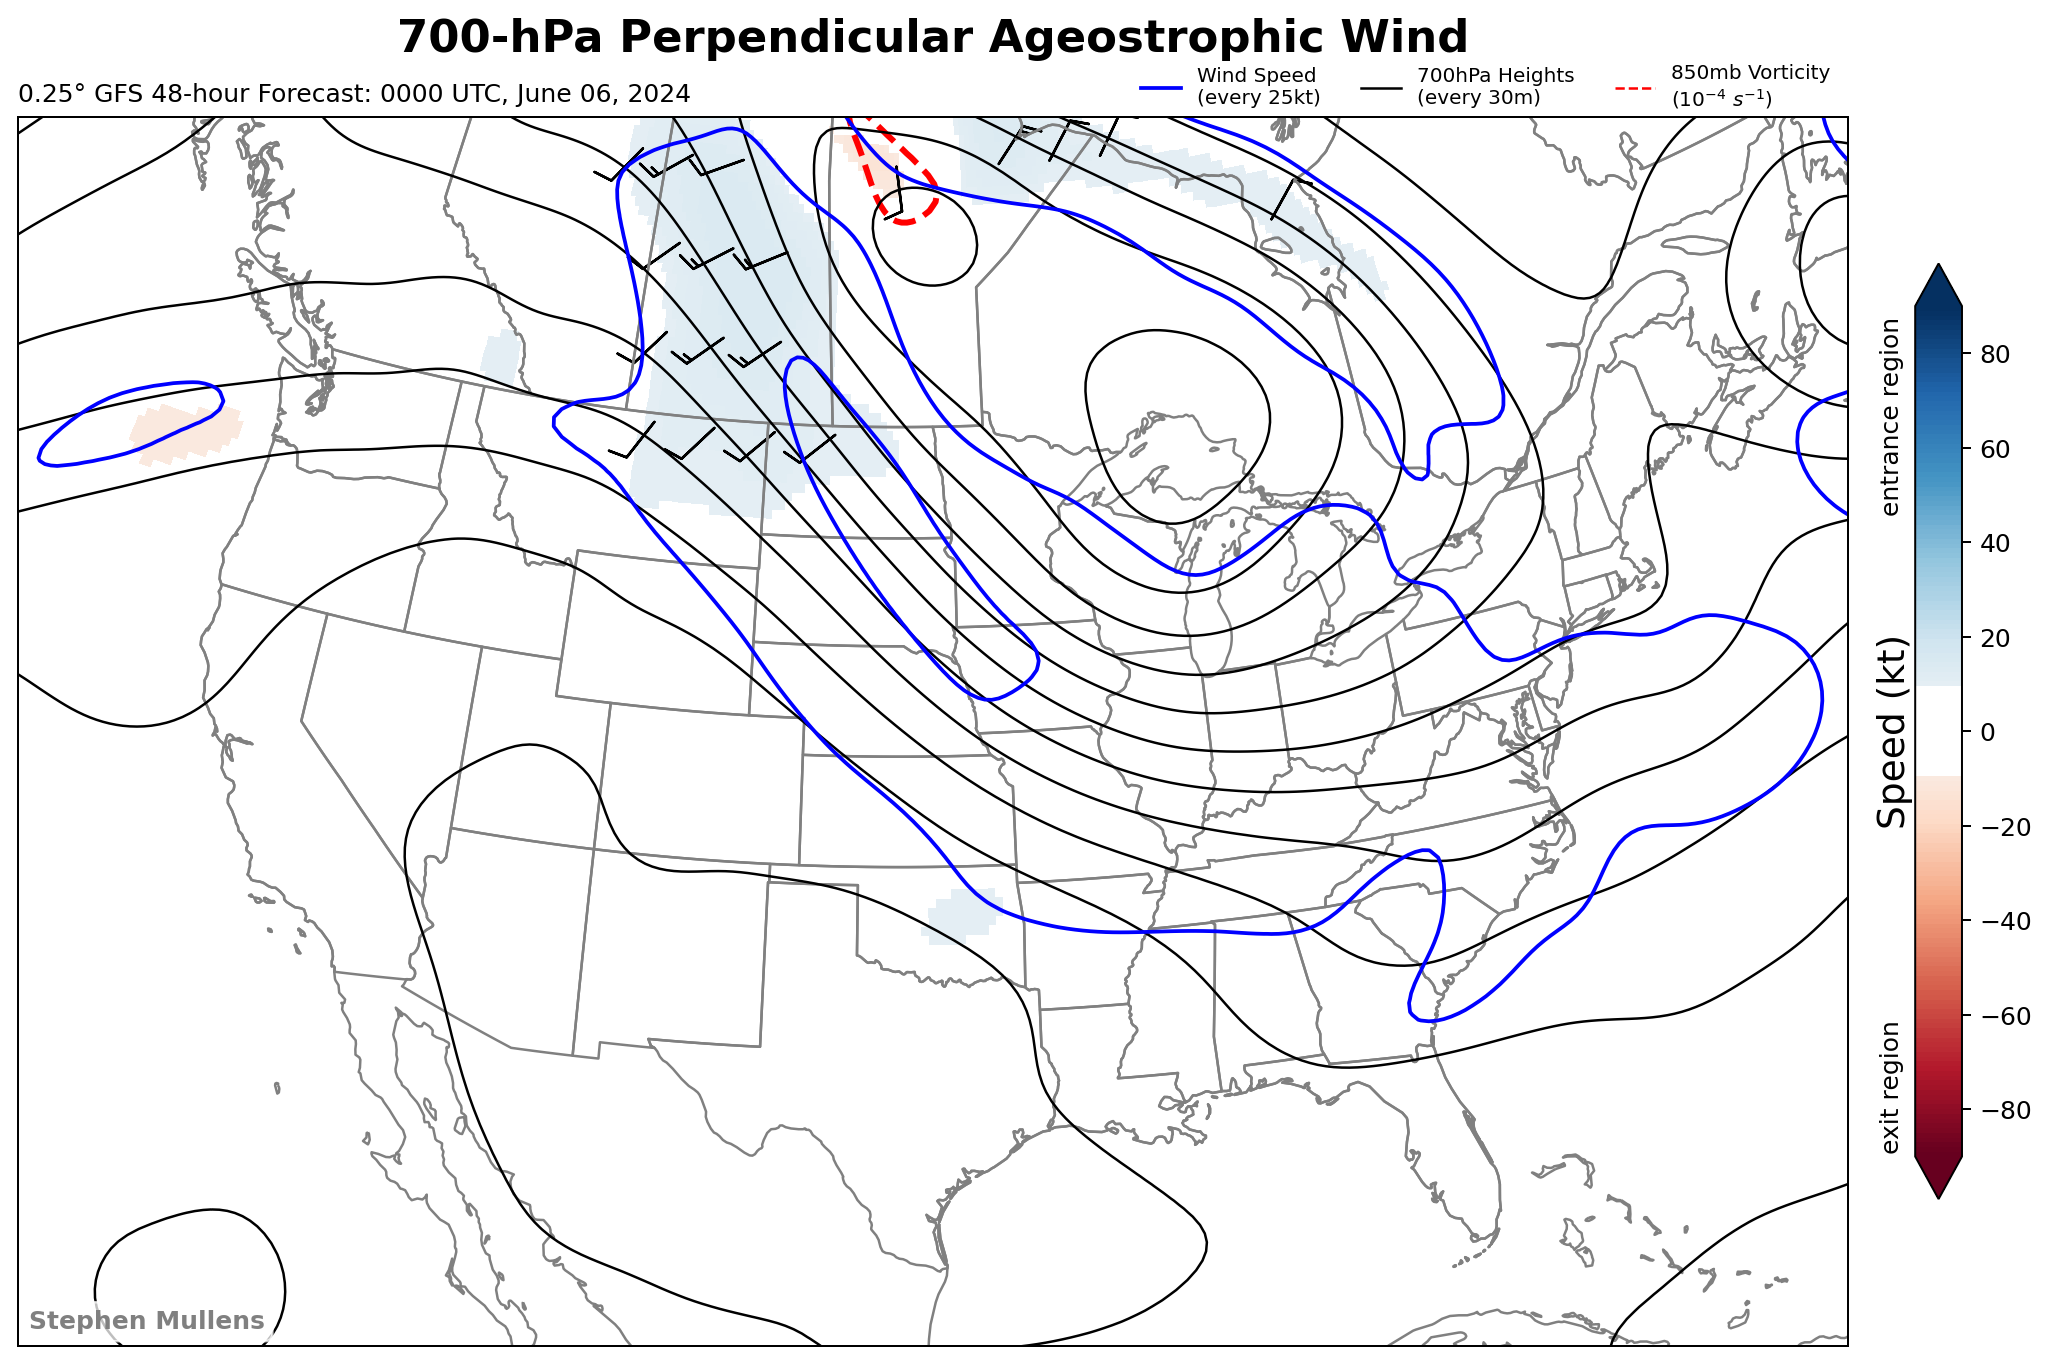 700-hPa Perpendicular Ageostrophic Wind
0.25° GFS 48-hour Forecast: 0000 UTC, June 06, 2024
Wind Speed
(every 25kt)
700hPa Heights
(every 30m)
850mb Vorticity
(10⁻⁴ s⁻¹)
entrance region
Speed (kt)
exit region
80
60
40
20
0
−20
−40
−60
−80
Stephen Mullens